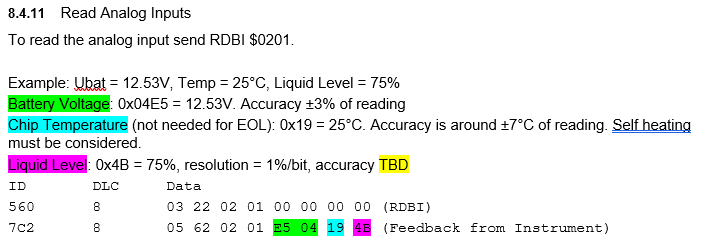 8.4.11 Read Analog Inputs
To read the analog input send RDBI $0201.
Example: Ubat = 12.53V, Temp = 25°C, Liquid Level = 75%
Battery Voltage: 0x04E5 = 12.53V. Accuracy ±3% of reading
Chip Temperature (not needed for EOL): 0x19 = 25°C. Accuracy is around ±7°C of reading. Self heating
must be considered.
Liquid Level: 0x4B = 75%, resolution = 1%/bit, accuracy TBD
ID DLC Data
560 8 03 22 02 01 00 00 00 00 (RDBI)
7C2 8 05 62 02 01 E5 04 19 4B (Feedback from Instrument)